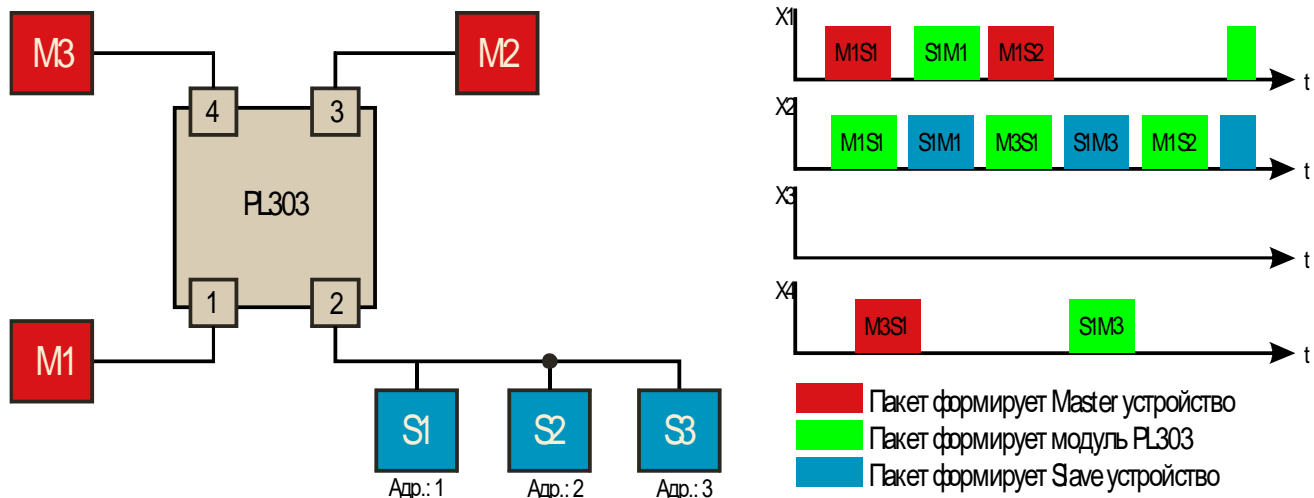 M3
M2
4
3
PL303
1
2
M1
S1
S2
S3
Адр.: 1
Адр.: 2
Адр.: 3
X1
M1S1
S1M1
M1S2
t
X2
M1S1
S1M1
M3S1
S1M3
M1S2
t
X3
t
X4
M3S1
S1M3
t
Пакет формирует Master устройство
Пакет формирует модуль PL303
Пакет формирует Slave устройство